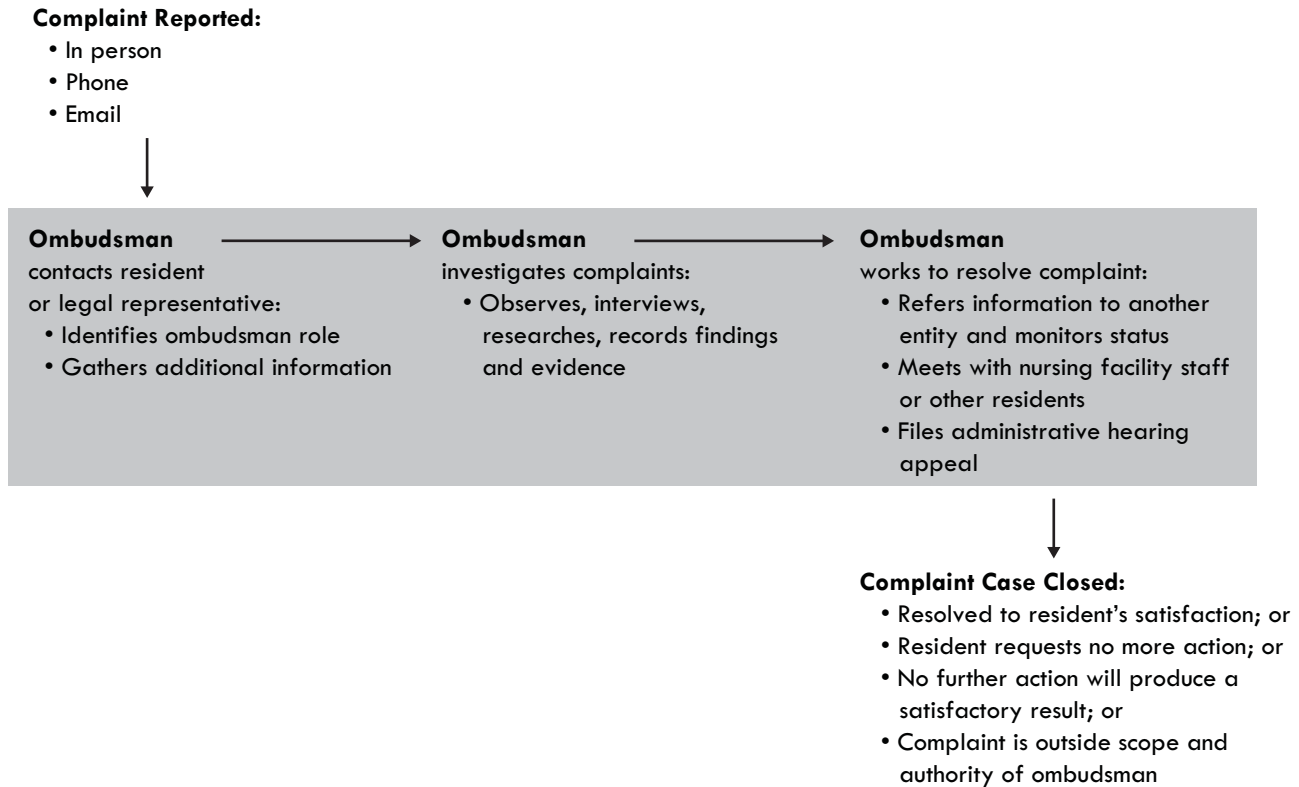 Complaint Reported:
• In person
• Phone
• Email
Ombudsman
contacts resident
or legal representative:
• Identifies ombudsman role
• Gathers additional information
Ombudsman
investigates complaints:
• Observes, interviews,
researches, records findings
and evidence
Ombudsman
works to resolve complaint:
• Refers information to another
entity and monitors status
• Meets with nursing facility staff
or other residents
• Files administrative hearing
appeal
Complaint Case Closed:
• Resolved to resident’s satisfaction; or
• Resident requests no more action; or
• No further action will produce a
satisfactory result; or
• Complaint is outside scope and
authority of ombudsman